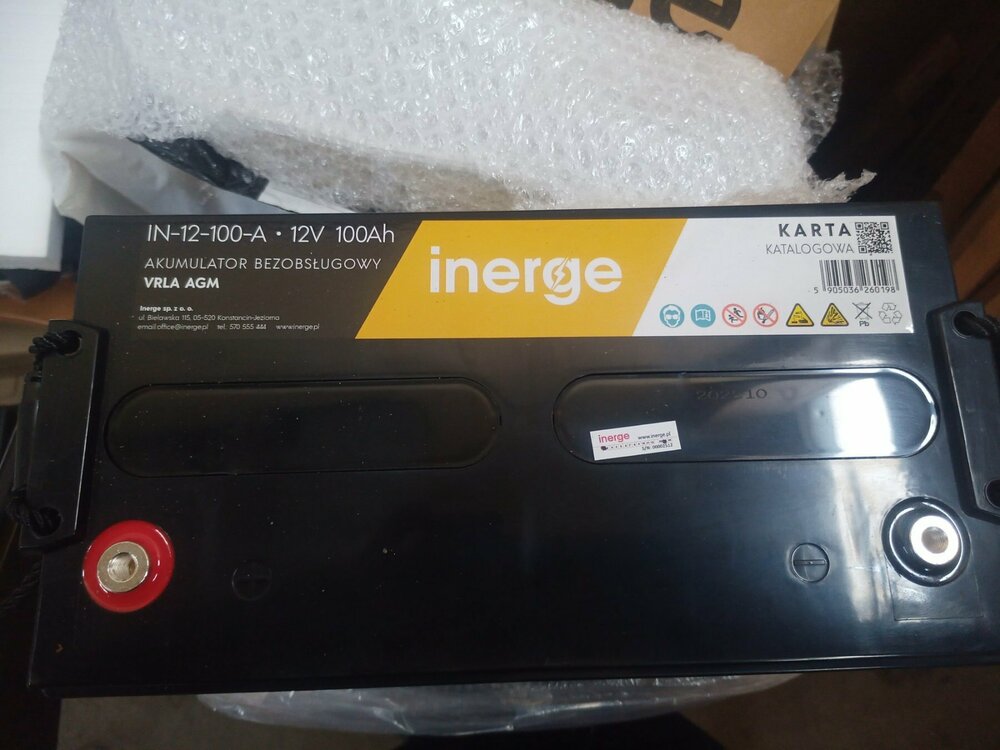 IN-12-100-A • 12V 100Ah
AKUMULATOR BEZOBSŁUGOWY
VRLA AGM
Inerge sp. z o. o.
ul. Bielawska 115, 05-520 Konstancin-Jeziorna
email:office@inerge.pl tel.: 570 555 444 www.inerge.pl
inerge
KARTA
KATALOGOWA
5 905036 260198
Pb
inerge www.inerge.pl